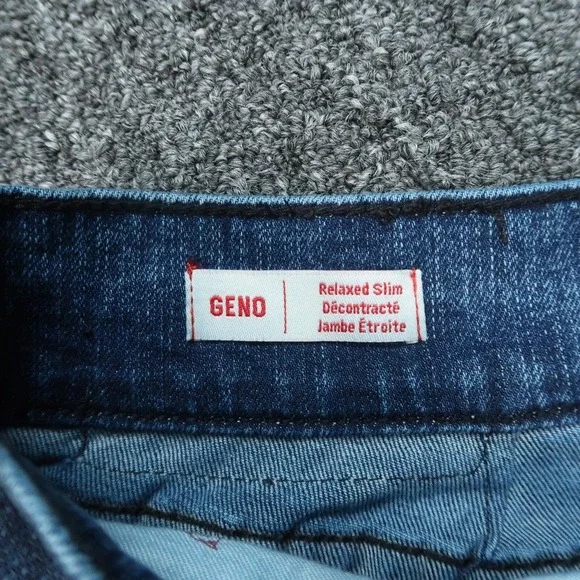 GENO
Relaxed Slim
Décontracté
Jambe Étroite